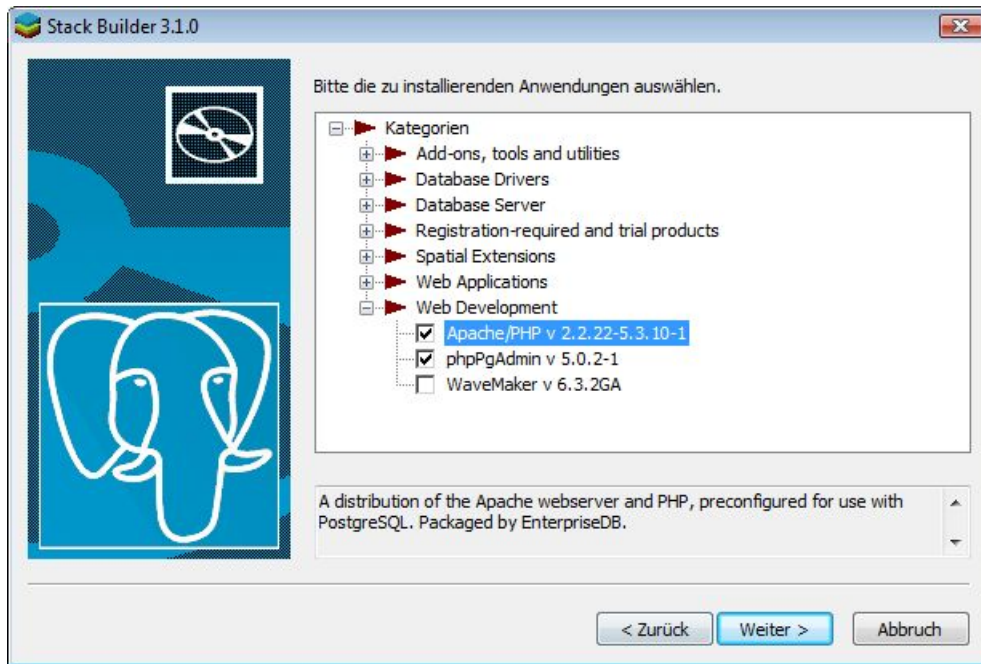 Stack Builder 3.1.0
Bitte die zu installierenden Anwendungen auswählen.
Kategorien
Add-ons, tools and utilities
Database Drivers
Database Server
Registration-required and trial products
Spatial Extensions
Web Applications
Web Development
Apache/PHP v 2.2.22-5.3.10-1
phpPgAdmin v 5.0.2-1
WaveMaker v 6.3.2GA
A distribution of the Apache webserver and PHP, preconfigured for use with
PostgreSQL. Packaged by EnterpriseDB.
< Zurück Weiter > Abbruch